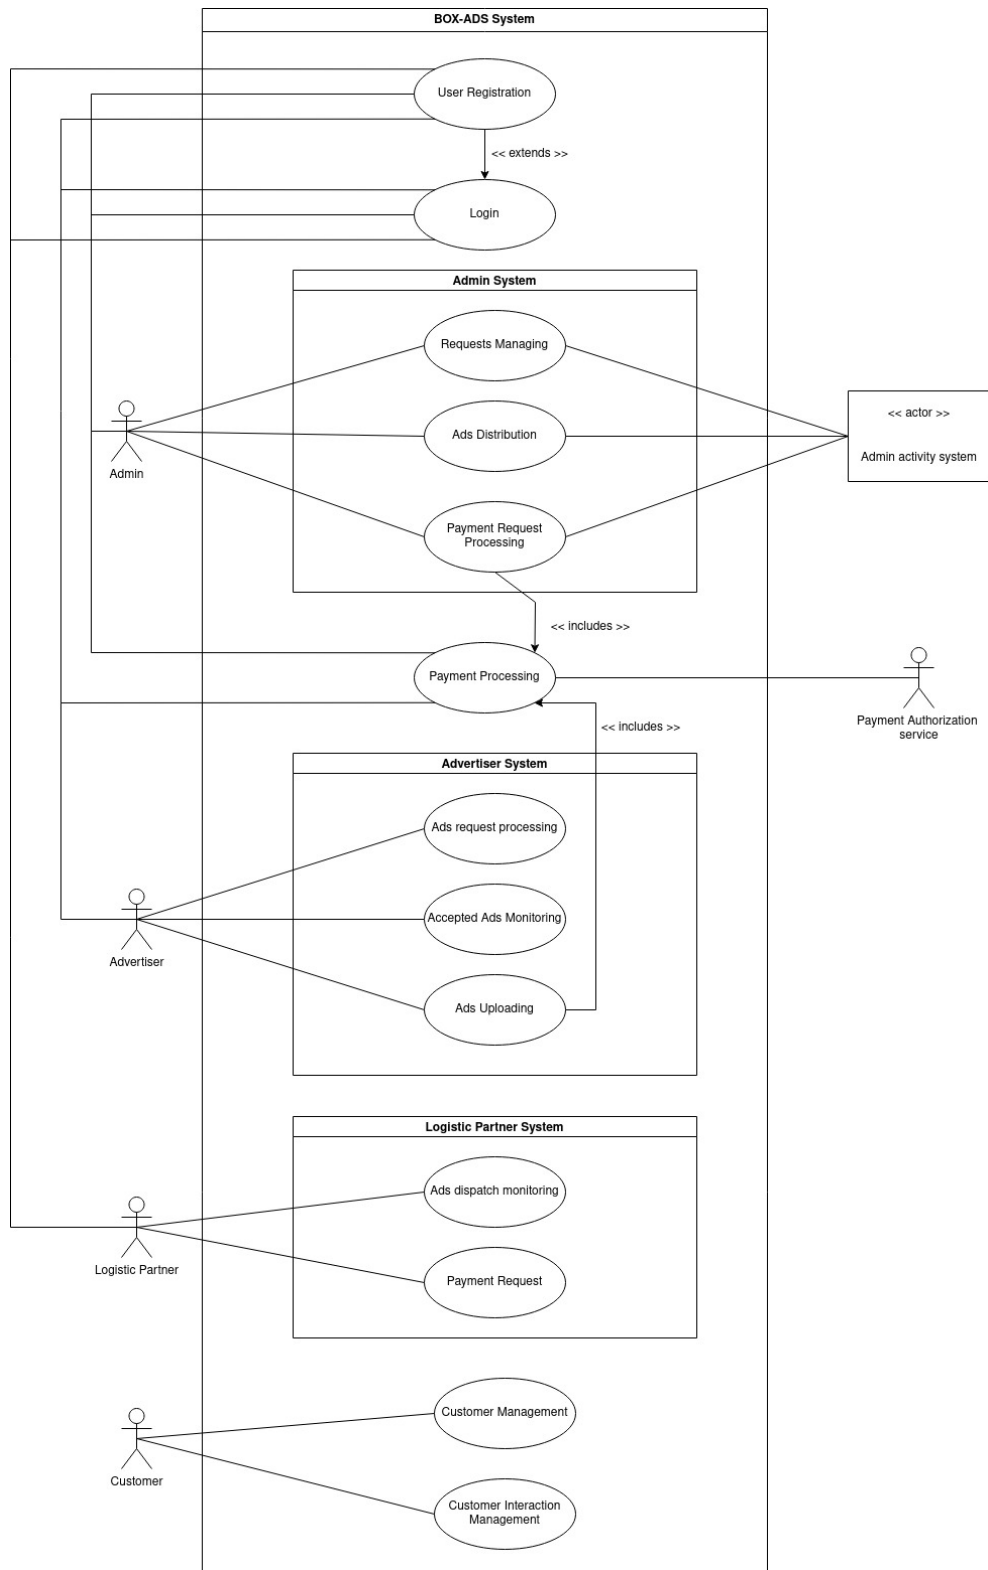 BOX-ADS System
User Registration
<< extends >>
Login
Admin System
Requests Managing
<< actor >>
Ads Distribution
Admin activity system
Admin
Payment Request
Processing
<< includes >>
Payment Processing
Payment Authorization
service
<< includes >>
Advertiser System
Ads request processing
Accepted Ads Monitoring
Advertiser
Ads Uploading
Logistic Partner System
Ads dispatch monitoring
Logistic Partner
Payment Request
Customer Management
Customer
Customer Interaction
Management